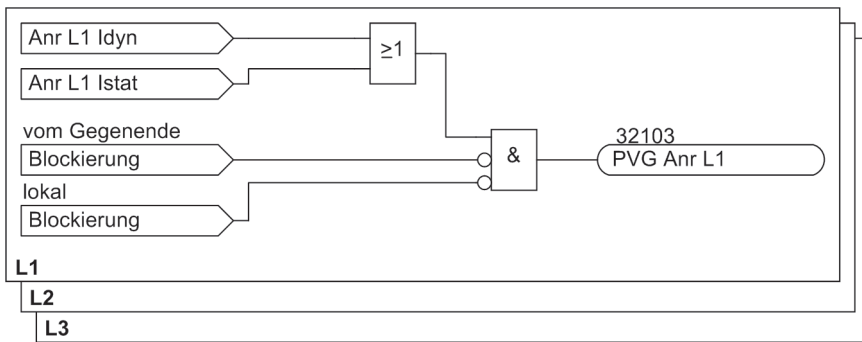 Anr L1 Idyn
≥1
Anr L1 Istat
vom Gegenende
Blockierung
&
32103
PVG Anr L1
lokal
Blockierung
L1
L2
L3